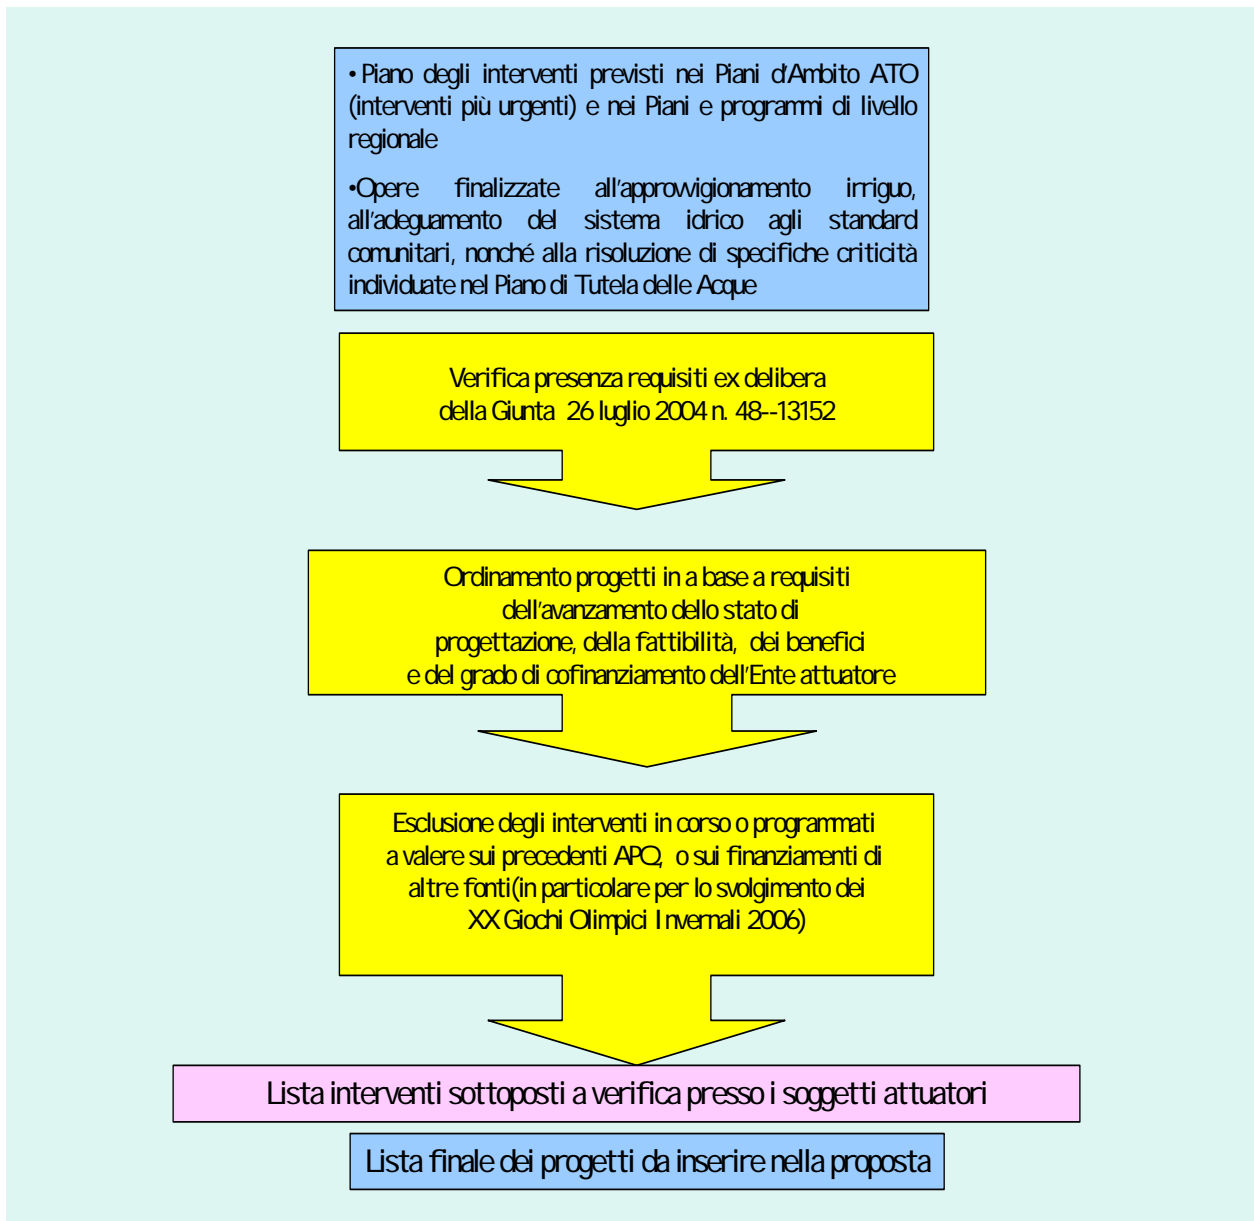 • Piano degli interventi previsti nei Piani d'Ambito ATO
(interventi più urgenti) e nei Piani e programmi di livello
regionale
•Opere finalizzate all'approvvigionamento irriguo,
all'adeguamento del sistema idrico agli standard
comunitari, nonché alla risoluzione di specifiche criticità
individuate nel Piano di Tutela delle Acque
Verifica presenza requisiti ex delibera
della Giunta 26 luglio 2004 n. 48--13152
Ordinamento progetti in a base a requisiti
dell'avanzamento dello stato di
progettazione, della fattibilità, dei benefici
e del grado di cofinanziamento dell'Ente attuatore
Esclusione degli interventi in corso o programmati
a valere sui precedenti APQ, o sui finanziamenti di
altre fonti(in particolare per lo svolgimento dei
XX Giochi Olimpici Invernali 2006)
Lista interventi sottoposti a verifica presso i soggetti attuatori
Lista finale dei progetti da inserire nella proposta